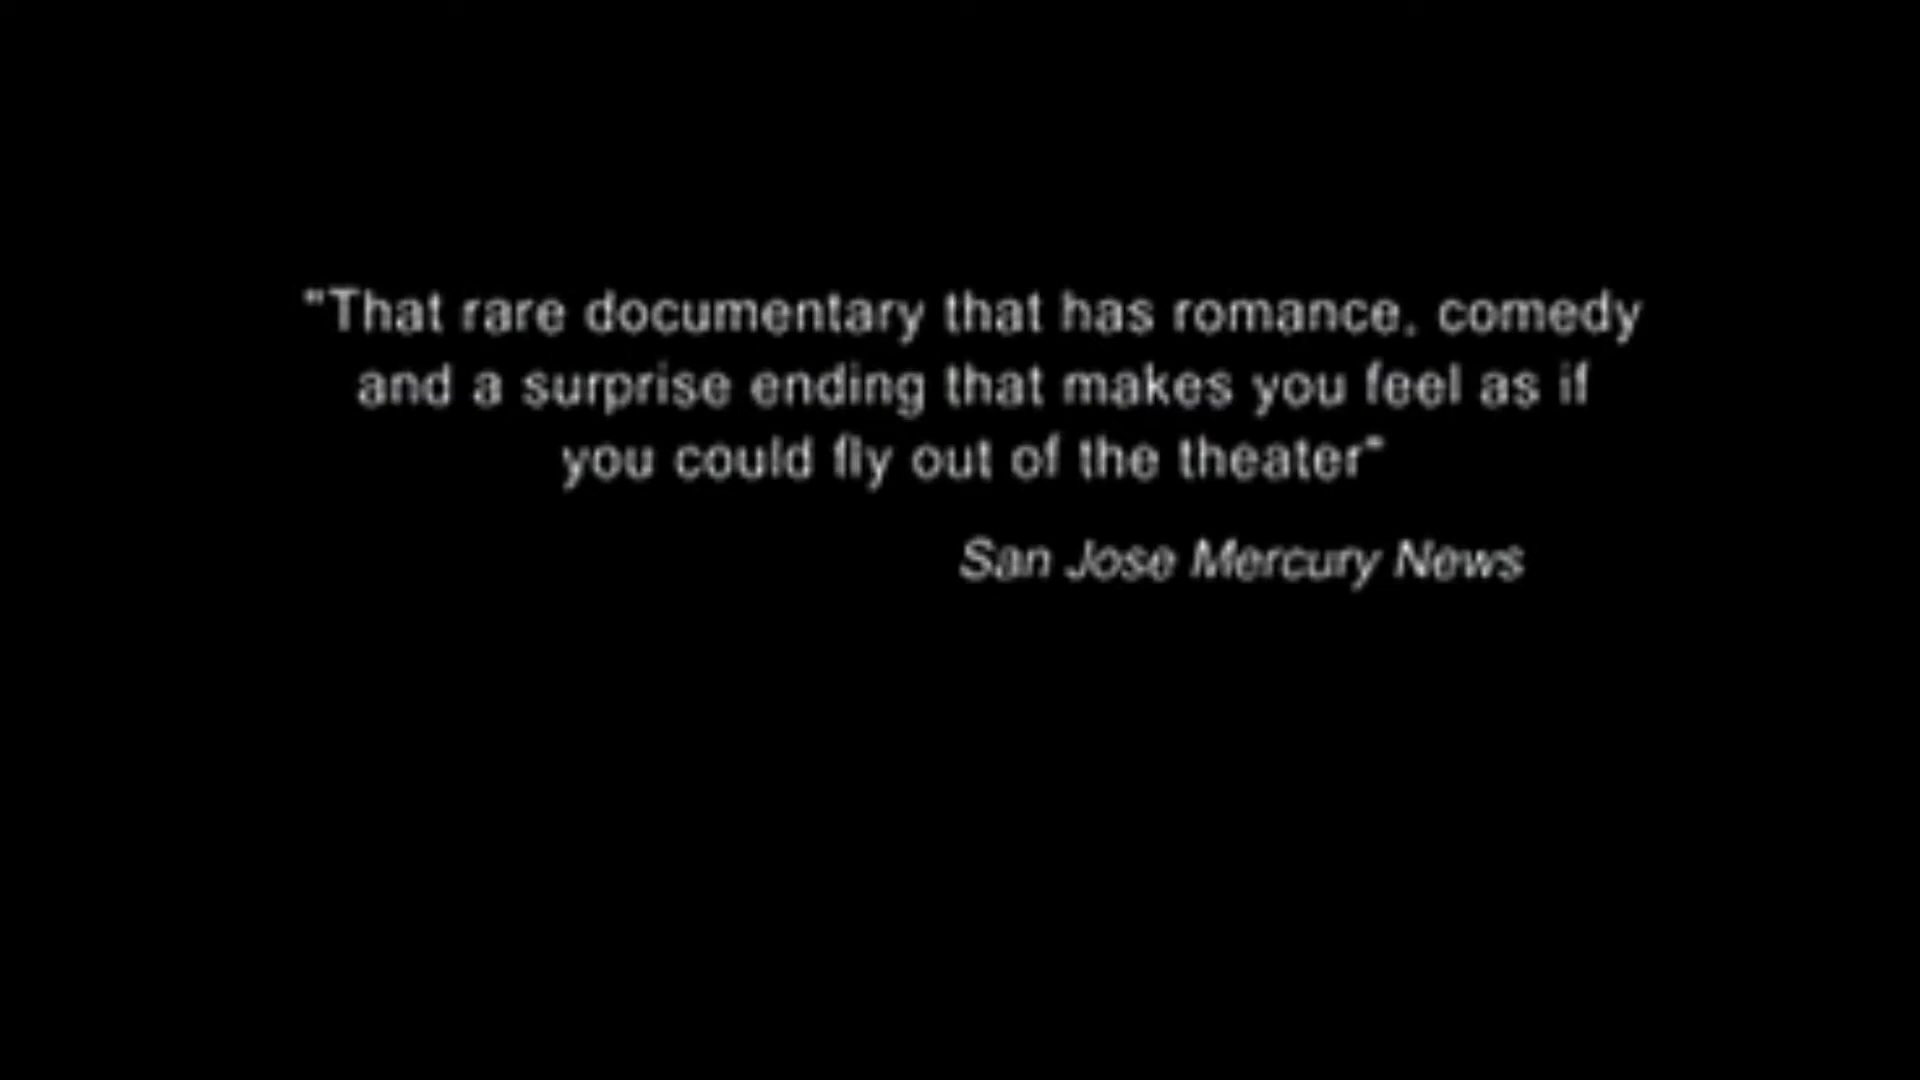 "That rare documentary that has romance, comedy
and a surprise ending that makes you feel as if
you could fly out of the theater"
San Jose Mercury News